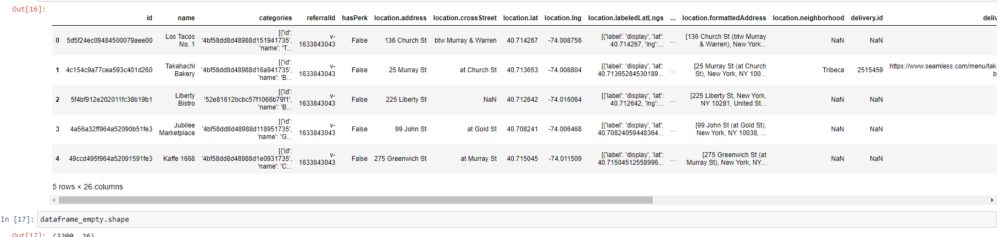 Out[16]:
id name categories referralId hasPerk location.address location.crossStreet location.lat location.lng location.labeledLatLngs ... location.formattedAddress location.neighborhood delivery.id deliv
[{'id':
0 5d5f24ec09484500079aee00 Los Tacos No. 1 '4bf58dd8d48988d151941735', 'name': 'T... v-1633843043 False 136 Church St btw Murray & Warren 40.714267 -74.008756 [{'label': 'display', 'lat': 40.714267, 'lng':... ... [136 Church St (btw Murray & Warren), New York... NaN NaN
[{'id':
1 4c154c9a77cea593c401d260 Takahachi Bakery '4bf58dd8d48988d16a941735', 'name': 'B... v-1633843043 False 25 Murray St at Church St 40.713653 -74.008804 [{'label': 'display', 'lat': 40.71365284530189... ... [25 Murray St (at Church St), New York, NY 100... Tribeca 2515459 https://www.seamless.com/menu/tak b
[{'id':
2 5f4bf912e202011fc38b19b1 Liberty Bistro '52e81612bcbc57f1066b79f1', 'name': 'B... v-1633843043 False 225 Liberty St NaN 40.712642 -74.016064 [{'label': 'display', 'lat': 40.712642, 'lng':... ... [225 Liberty St, New York, NY 10281, United St... NaN NaN
[{'id':
3 4a56a32ff964a52090b51fe3 Jubilee Marketplace '4bf58dd8d48988d118951735', 'name': 'G... v-1633843043 False 99 John St at Gold St 40.708241 -74.006468 [{'label': 'display', 'lat': 40.70824059448364... ... [99 John St (at Gold St), New York, NY 10038, ... NaN NaN
[{'id':
4 49ccd495f964a52091591fe3 Kaffe 1668 '4bf58dd8d48988d1e0931735', 'name': 'C... v-1633843043 False 275 Greenwich St at Murray St 40.715045 -74.011509 [{'label': 'display', 'lat': 40.71504512558996... ... [275 Greenwich St (at Murray St), New York, NY... NaN NaN
5 rows × 26 columns
In [17]: dataframe_empty.shape
Out[17]: (3200, 26)